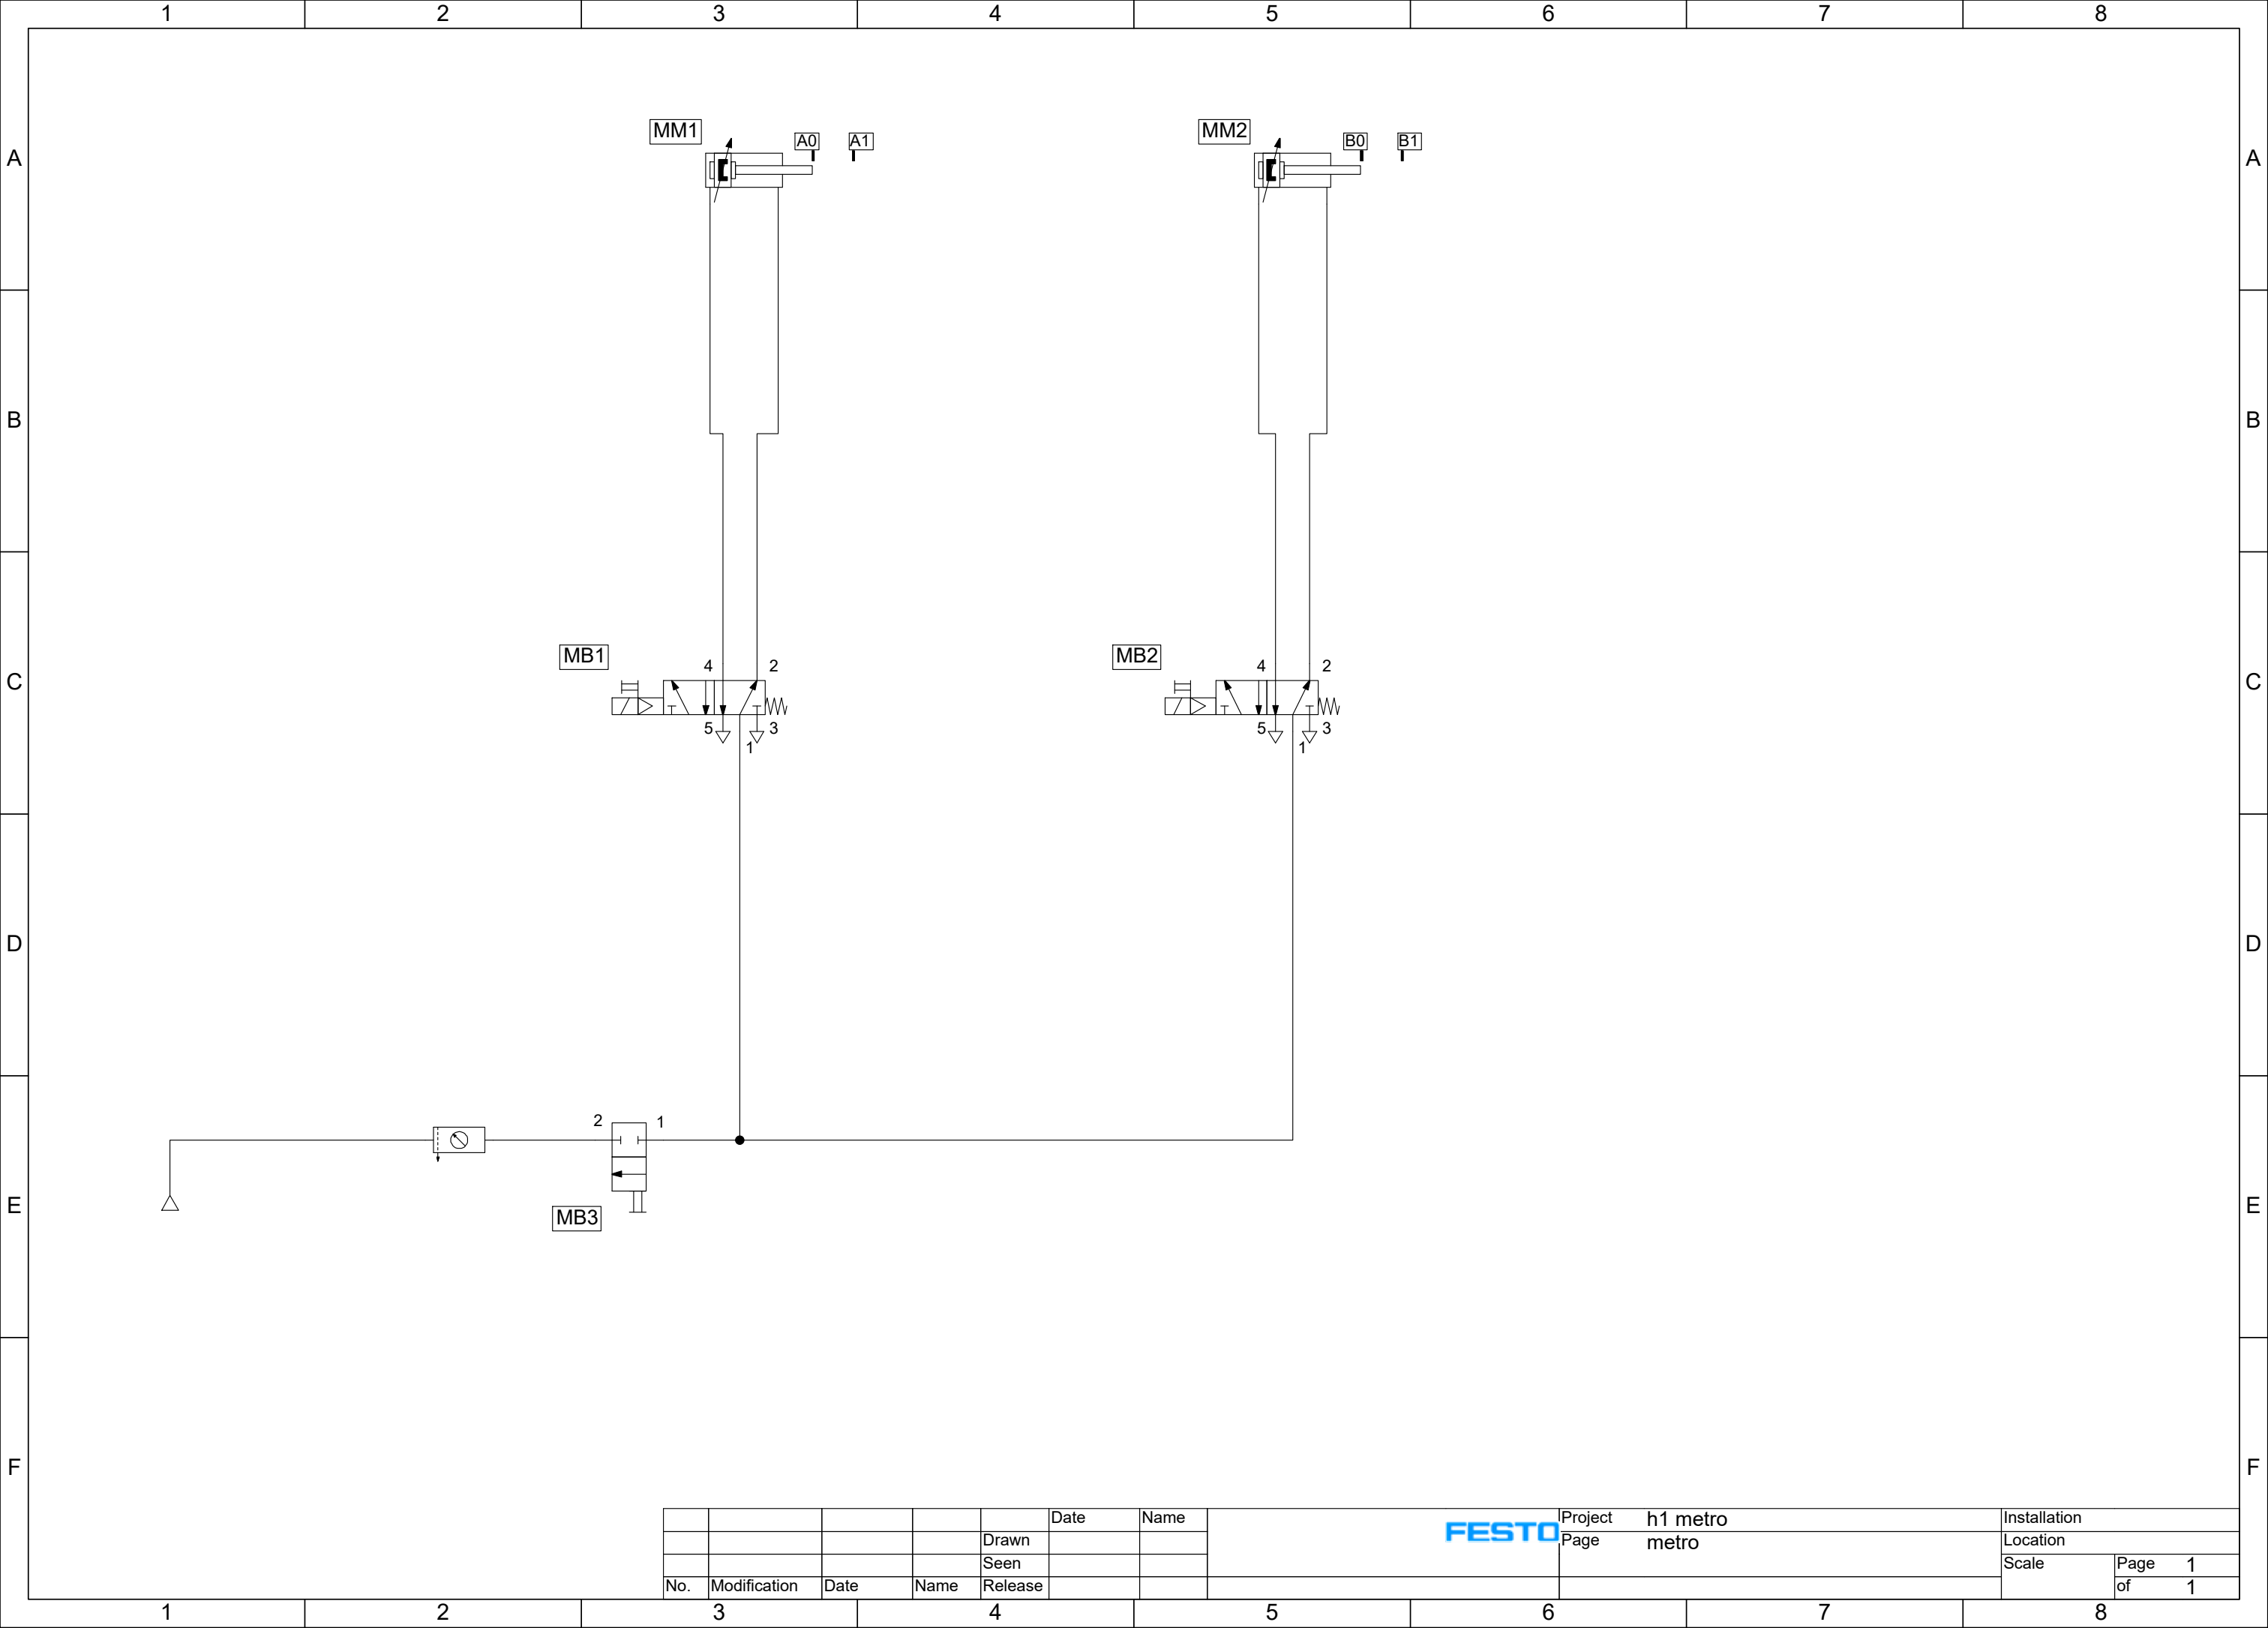 1 2 3 4 5 6 7 8
MM1 A0 A1 MM2 B0 B1
A A
B B
MB1 4 2 MB2 4 2
C C
5 3 5 3
1 1
D D
2 1
E E
MB3
F F
Date Name Project h1 metro Installation
Drawn FESTO Page metro Location
Seen Scale Page 1
No. Modification Date Name Release of 1
1 2 3 4 5 6 7 8